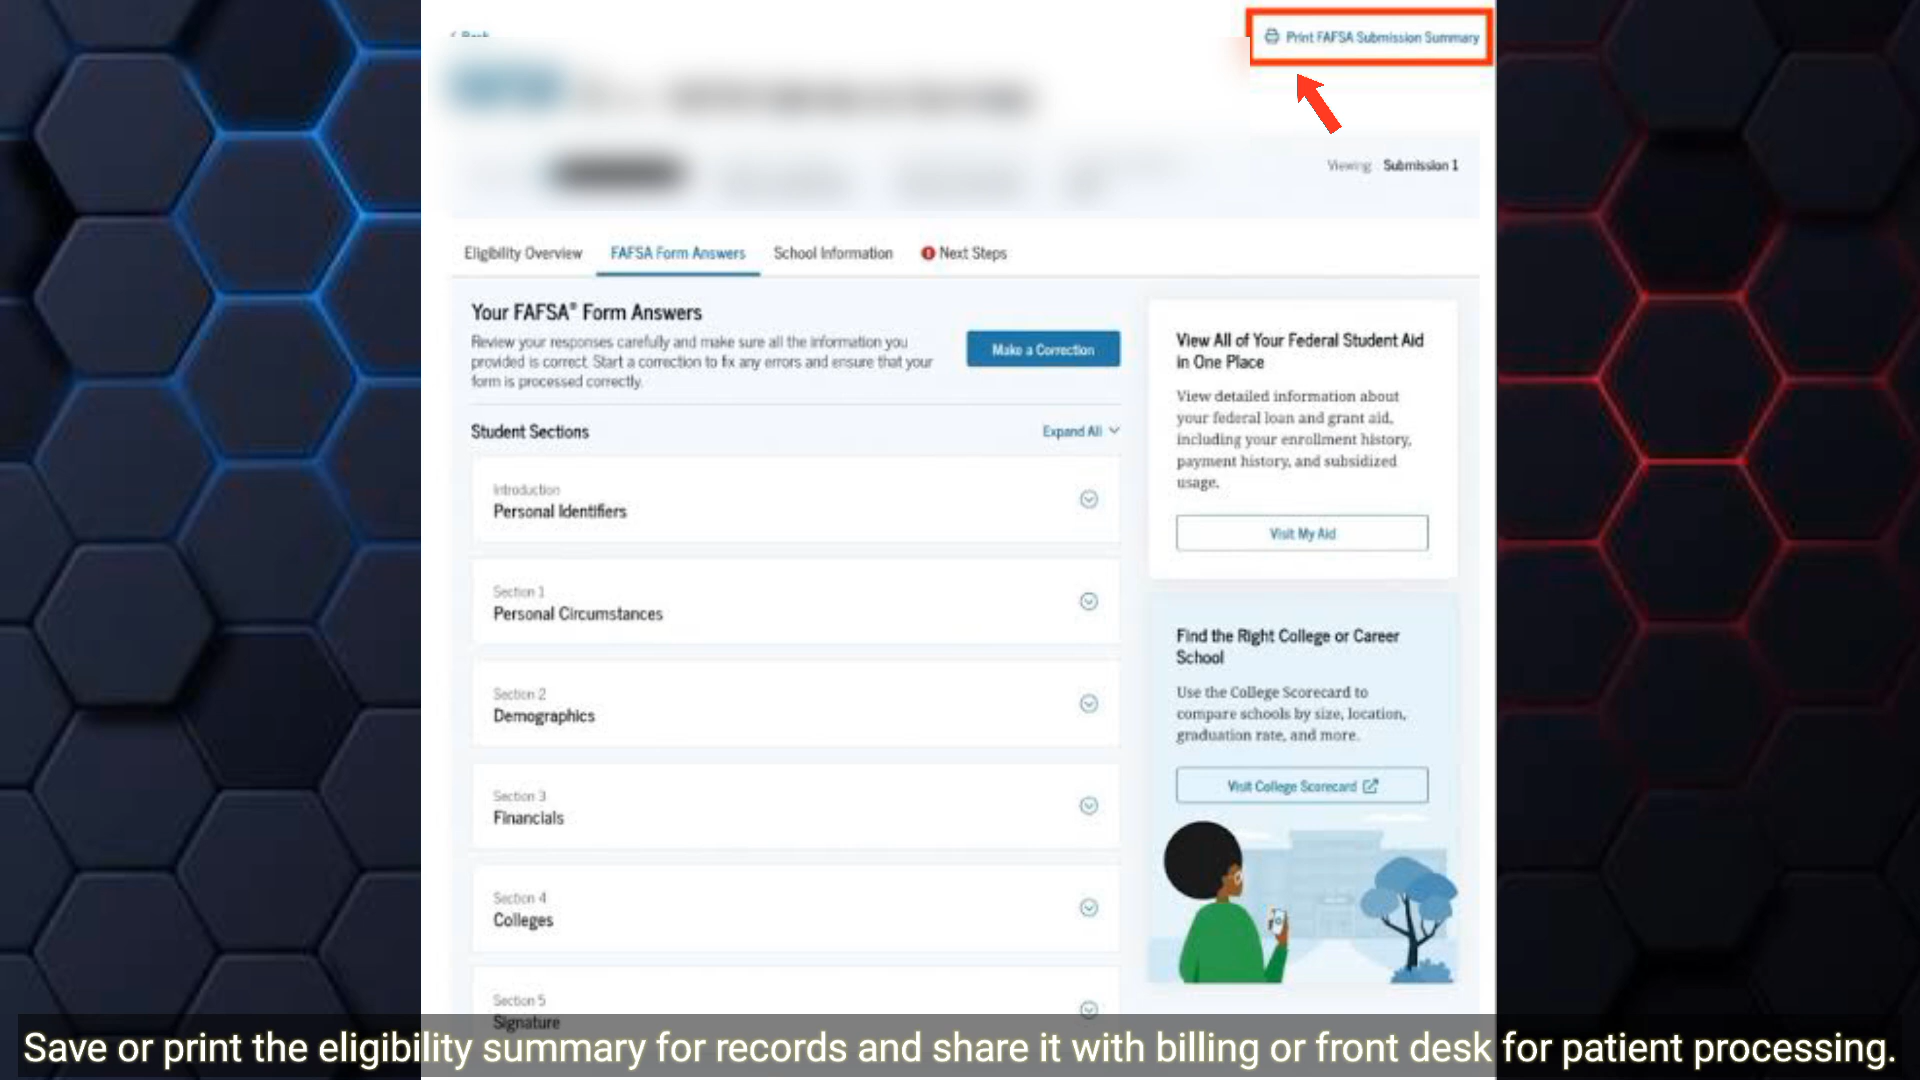 Print FAFSA Submission Summary
Viewing: Submission 1
Eligibility Overview
FAFSA Form Answers
School Information
Next Steps
Your FAFSA® Form Answers
Review your responses carefully and make sure all the information you
provided is correct. Start a correction to fix any errors and ensure that your
form is processed correctly.
Make a Correction
Student Sections
Expand All
Introduction
Personal Identifiers
Section 1
Personal Circumstances
Section 2
Demographics
Section 3
Financials
Section 4
Colleges
Section 5
Signature
View All of Your Federal Student Aid
in One Place
View detailed information about
your federal loan and grant aid,
including your enrollment history,
payment history, and subsidized
usage.
Visit My Aid
Find the Right College or Career
School
Use the College Scorecard to
compare schools by size, location,
graduation rate, and more.
Visit College Scorecard
Save or print the eligibility summary for records and share it with billing or front desk for patient processing.